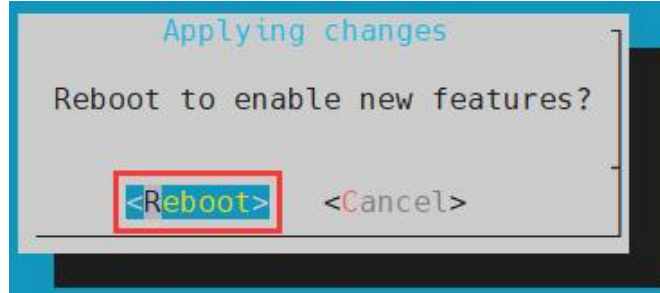 Applying changes
Reboot to enable new features?
<Reboot> <Cancel>